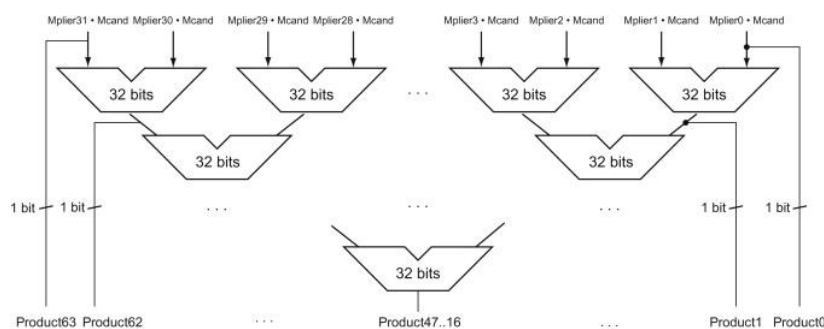 Mplier31 • Mcand Mplier30 • Mcand Mplier29 • Mcand Mplier28 • Mcand Mplier3 • Mcand Mplier2 • Mcand Mplier1 • Mcand Mplier0 • Mcand
32 bits 32 bits . . . 32 bits 32 bits
32 bits 32 bits
1 bit 1 bit . . . . . . . . . 1 bit 1 bit
32 bits
Product63 Product62 . . . Product47..16 . . . Product1 Product0